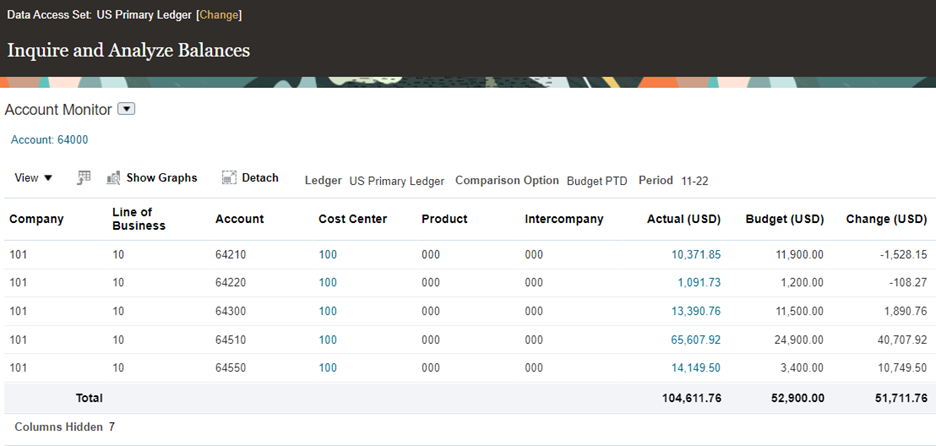 Data Access Set: US Primary Ledger [Change]
Inquire and Analyze Balances
Account Monitor
Account: 64000
View Show Graphs Detach Ledger US Primary Ledger Comparison Option Budget PTD Period 11-22
Company Line of Business Account Cost Center Product Intercompany Actual (USD) Budget (USD) Change (USD)
101 10 64210 100 000 000 10,371.85 11,900.00 -1,528.15
101 10 64220 100 000 000 1,091.73 1,200.00 -108.27
101 10 64300 100 000 000 13,390.76 11,500.00 1,890.76
101 10 64510 100 000 000 65,607.92 24,900.00 40,707.92
101 10 64550 100 000 000 14,149.50 3,400.00 10,749.50
Total 104,611.76 52,900.00 51,711.76
Columns Hidden 7